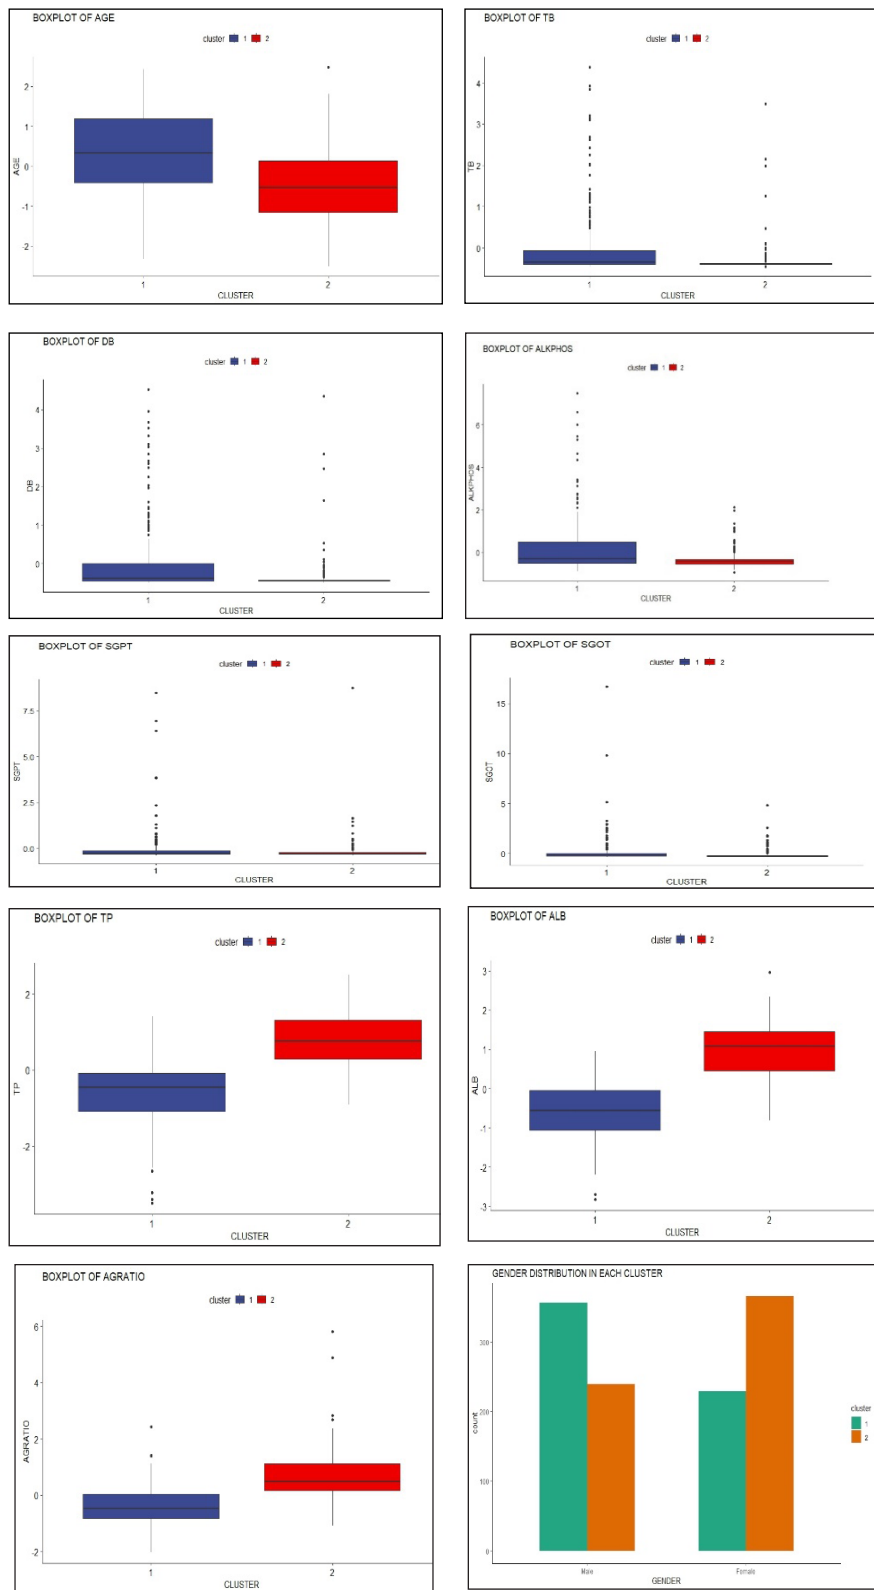 BOXPLOT OF AGE
cluster 1 2
AGE
2
1
0
-1
-2
1 2
CLUSTER
BOXPLOT OF TB
cluster 1 2
TB
4
3
2
0
1 2
CLUSTER
BOXPLOT OF DB
cluster 1 2
DB
4
3
2
1
0
1 2
CLUSTER
BOXPLOT OF ALKPHOS
cluster 1 2
ALKPHOS
6
4
2
0
1 2
CLUSTER
BOXPLOT OF SGPT
cluster 1 2
SGPT
7.5
5.0
2.5
0.0
1 2
CLUSTER
BOXPLOT OF SGOT
cluster 1 2
SGOT
15
10
5
0
1 2
CLUSTER
BOXPLOT OF TP
cluster 1 2
TP
2
0
-2
1 2
CLUSTER
BOXPLOT OF ALB
cluster 1 2
ALB
3
2
1
0
-1
-2
-3
1 2
CLUSTER
BOXPLOT OF AGRATIO
cluster 1 2
AGRATIO
6
4
2
0
-2
1 2
CLUSTER
GENDER DISTRIBUTION IN EACH CLUSTER
count
300
200
100
0
Male Female
GENDER
cluster
1
2